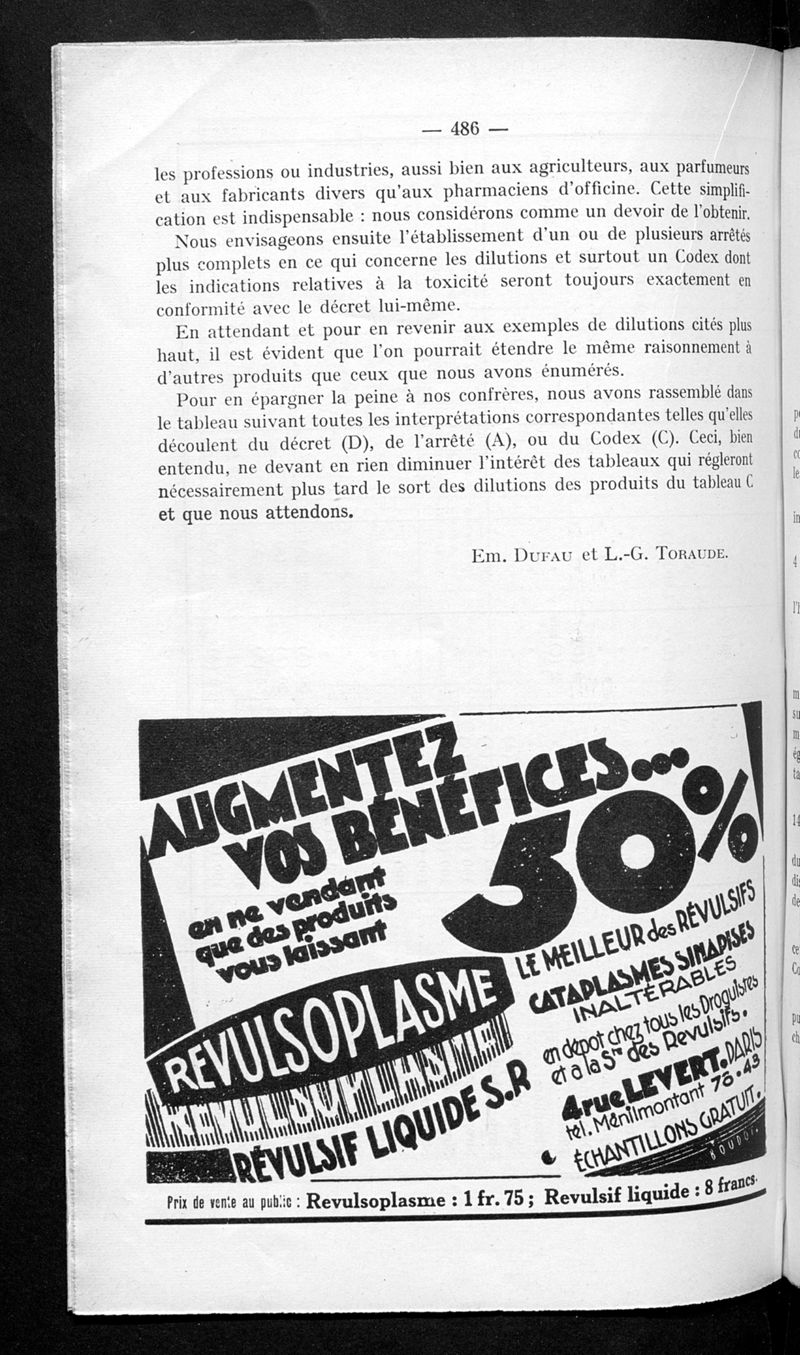 — 486 —
les professions ou industries, aussi bien aux agriculteurs, aux parfumeurs
et aux fabricants divers qu'aux pharmaciens d'officine. Cette simplifi-
cation est indispensable : nous considérons comme un devoir de l'obtenir.
Nous envisageons ensuite l'établissement d'un ou de plusieurs arrêtés
plus complets en ce qui concerne les dilutions et surtout un Codex dont
les indications relatives à la toxicité seront toujours exactement en
conformité avec le décret lui-même.
En attendant et pour en revenir aux exemples de dilutions cités plus
haut, il est évident que l'on pourrait étendre le même raisonnement à
d'autres produits que ceux que nous avons énumérés.
Pour en épargner la peine à nos confrères, nous avons rassemblé dans
le tableau suivant toutes les interprétations correspondantes telles qu'elles
découlent du décret (D), de l'arrêté (A), ou du Codex (C). Ceci, bien
entendu, ne devant en rien diminuer l'intérêt des tableaux qui régleront
nécessairement plus tard le sort des dilutions des produits du tableau C
et que nous attendons.
Em. DUFAU et L.-G. TORAUDE.
AUGMENTEZ
VOS BÉNÉFICES...
en ne vendant
que des produits
vous laissant
50%
REVULSOPLASME
REVULSOPLASME
RÉVULSIF LIQUIDE S.R
LE MEILLEUR des RÉVULSIFS
CATAPLASMES SINAPISES
INALTÉRABLES
en dépot chez tous les Droguistes
et a la Sté des Revulsifs.
4 rue LEVERT. PARIS
tél. Ménilmontant 78.43
ÉCHANTILLONS GRATUIT.
Prix de vente au public : Revulsoplasme : 1 fr. 75 ; Revulsif liquide : 8 francs.